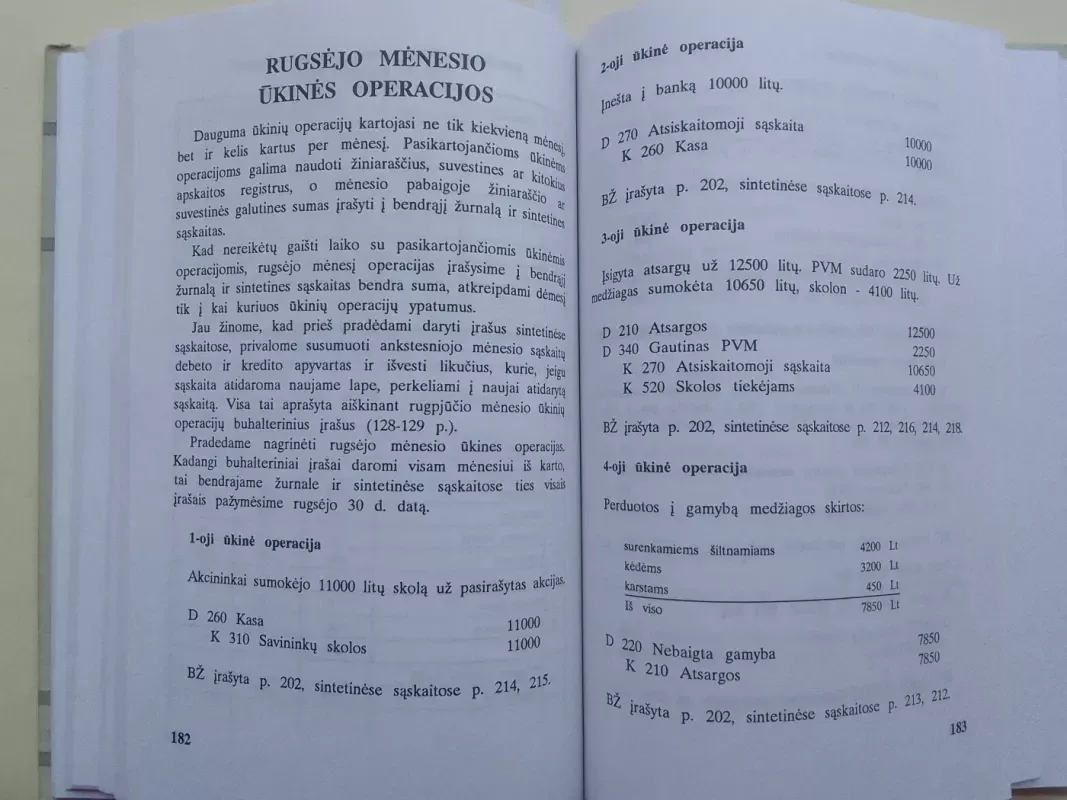 RUGSĖJO MĖNESIO
ŪKINĖS OPERACIJOS
Dauguma ūkinių operacijų kartojasi ne tik kiekvieną mėnesį,
bet ir kelis kartus per mėnesį. Pasikartojančioms ūkinėms
operacijoms galima naudoti žiniaraščius, suvestines ar kitokius
apskaitos registrus, o mėnesio pabaigoje žiniaraščio ar
suvestinės galutines sumas įrašyti į bendrąjį žurnalą ir sintetines
sąskaitas.
Kad nereikėtų gaišti laiko su pasikartojančiomis ūkinėmis
operacijomis, rugsėjo mėnesį operacijas įrašysime į bendrąjį
žurnalą ir sintetines sąskaitas bendra suma, atkreipdami dėmesį
tik į kai kuriuos ūkinių operacijų ypatumus.
Jau žinome, kad prieš pradėdami daryti įrašus sintetinėse
sąskaitose, privalome susumuoti ankstesniojo mėnesio sąskaitų
debeto ir kredito apyvartas ir išvesti likučius, kurie, jeigu
sąskaita atidaroma naujame lape, perkeliami į naujai atidarytą
sąskaitą. Visa tai aprašyta aiškinant rugpjūčio mėnesio ūkinių
operacijų buhalterinius įrašus (128-129 p.).
Pradedame nagrinėti rugsėjo mėnesio ūkines operacijas.
Kadangi buhalteriniai įrašai daromi visam mėnesiui iš karto,
tai bendrajame žurnale ir sintetinėse sąskaitose ties visais
įrašais pažymėsime rugsėjo 30 d. datą.
1-oji ūkinė operacija
Akcininkai sumokėjo 11000 litų skolą už pasirašytas akcijas.
D 260 Kasa 11000
K 310 Savininkų skolos 11000
BŽ įrašyta p. 202, sintetinėse sąskaitose p. 214, 215.
182
2-oji ūkinė operacija
Įnešta į banką 10000 litų.
D 270 Atsiskaitomoji sąskaita 10000
K 260 Kasa 10000
BŽ įrašyta p. 202, sintetinėse sąskaitose p. 214.
3-oji ūkinė operacija
Įsigyta atsargų už 12500 litų. PVM sudaro 2250 litų. Už
medžiagas sumokėta 10650 litų, skolon - 4100 litų.
D 210 Atsargos 12500
D 340 Gautinas PVM 2250
K 270 Atsiskaitomoji sąskaita 10650
K 520 Skolos tiekėjams 4100
BŽ įrašyta p. 202, sintetinėse sąskaitose p. 212, 216, 214, 218.
4-oji ūkinė operacija
Perduotos į gamybą medžiagos skirtos:
surenkamiems šiltnamiams 4200 Lt
kėdėms 3200 Lt
karstams 450 Lt
Iš viso 7850 Lt
D 220 Nebaigta gamyba 7850
K 210 Atsargos 7850
BŽ įrašyta p. 202, sintetinėse sąskaitose p. 213, 212.
183